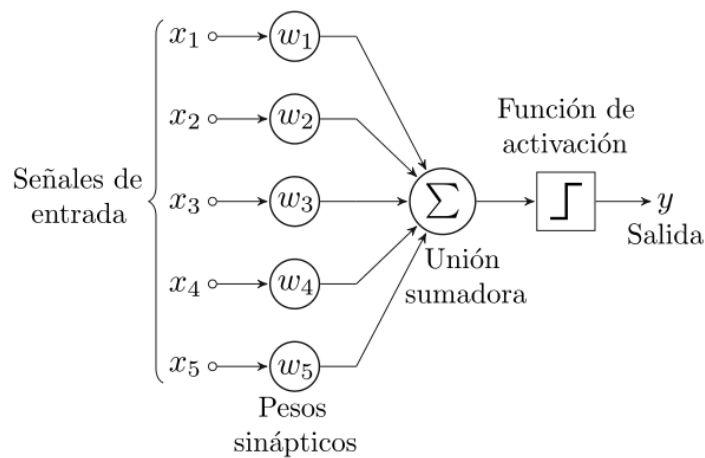 x₁
w₁
x₂
w₂
Función de
activación
Señales de
entrada
x₃
w₃
Σ
y
Salida
Unión
sumadora
x₄
w₄
x₅
w₅
Pesos
sinápticos